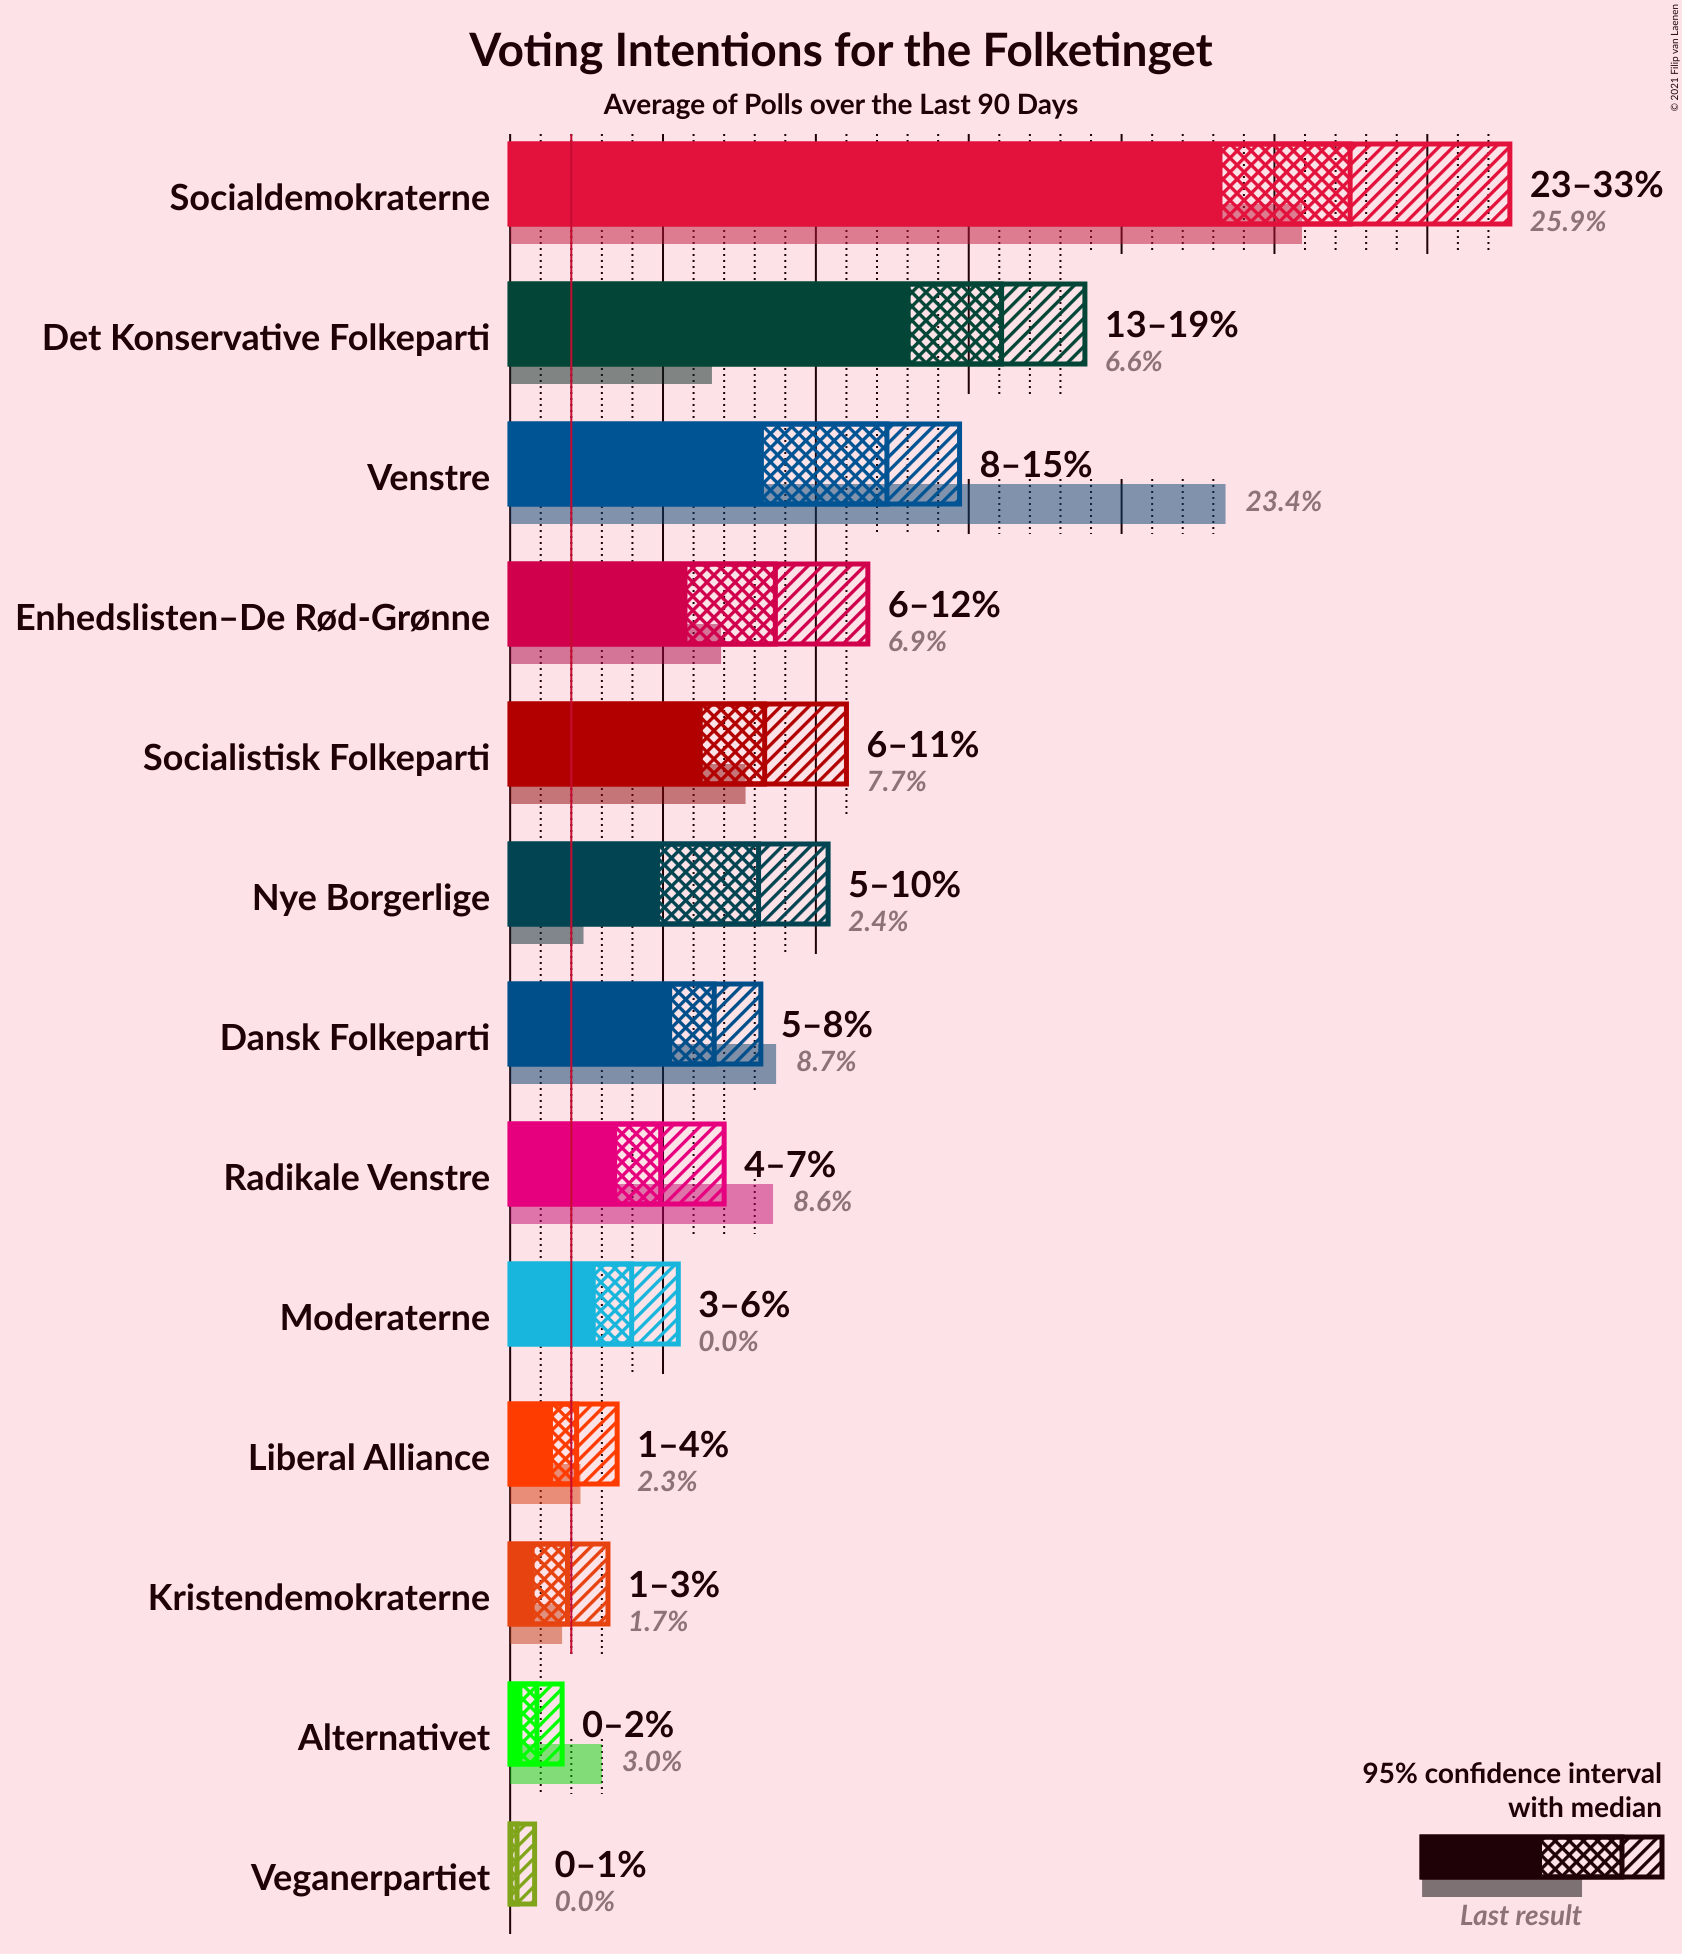 © 2021 Filip van Laenen
Voting Intentions for the Folketinget
Average of Polls over the Last 90 Days
Socialdemokraterne
23–33%
25.9%
Det Konservative Folkeparti
13–19%
6.6%
Venstre
8–15%
23.4%
Enhedslisten–De Rød-Grønne
6–12%
6.9%
Socialistisk Folkeparti
6–11%
7.7%
Nye Borgerlige
5–10%
2.4%
Dansk Folkeparti
5–8%
8.7%
Radikale Venstre
4–7%
8.6%
Moderaterne
3–6%
0.0%
Liberal Alliance
1–4%
2.3%
Kristendemokraterne
1–3%
1.7%
Alternativet
0–2%
3.0%
Veganerpartiet
0–1%
0.0%
95% confidence interval
with median
Last result